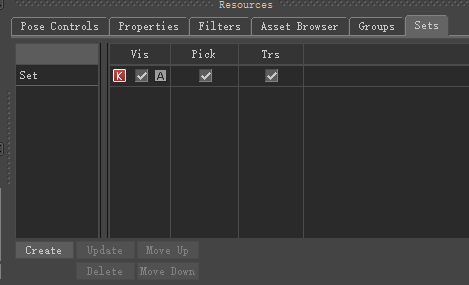 Resources
Pose Controls Properties Filters Asset Browser Groups Sets
Vis Pick Trs
Set K A
Create Update Move Up
Delete Move Down